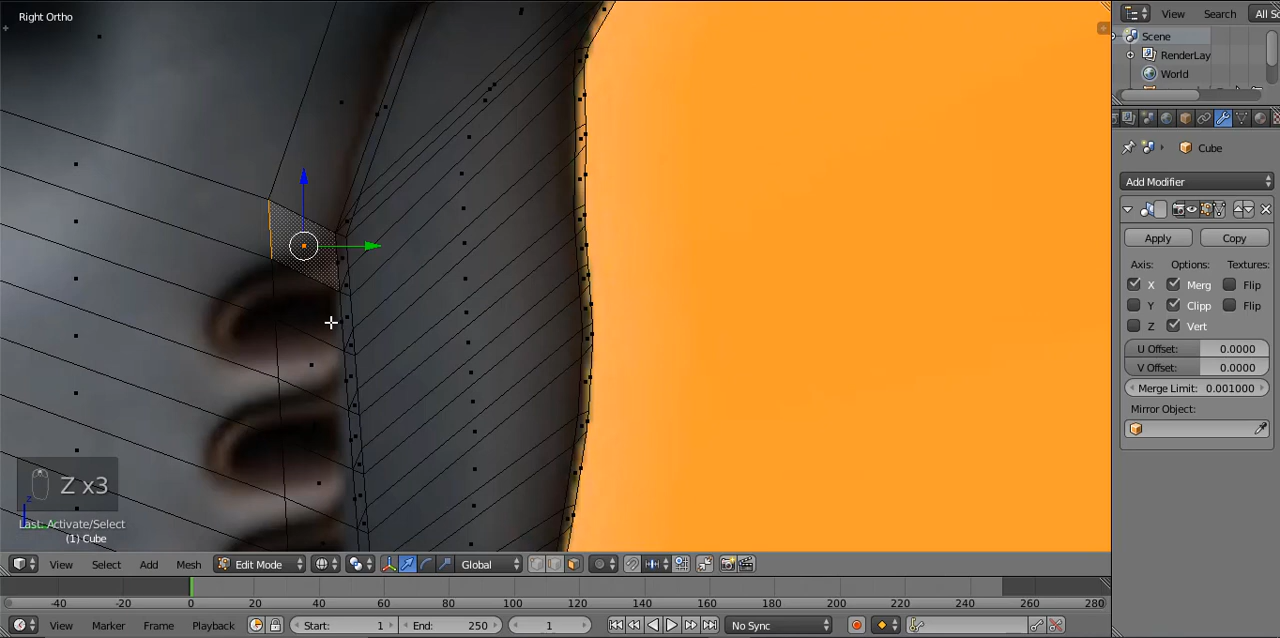 Right Ortho
View Search All Sc
Scene
RenderLay
World
Cube
Add Modifier
Apply Copy
Axis: Options: Textures:
X Merg Flip
Y Clipp Flip
Z Vert
U Offset: 0.0000
V Offset: 0.0000
Merge Limit: 0.001000
Mirror Object:
Z x3
Last: Activate/Select
(1) Cube
View Select Add Mesh Edit Mode Global
-40 -20 0 20 40 60 80 100 120 140 160 180 200 220 240 260 280
View Marker Frame Playback Start: 1 End: 250 1 No Sync